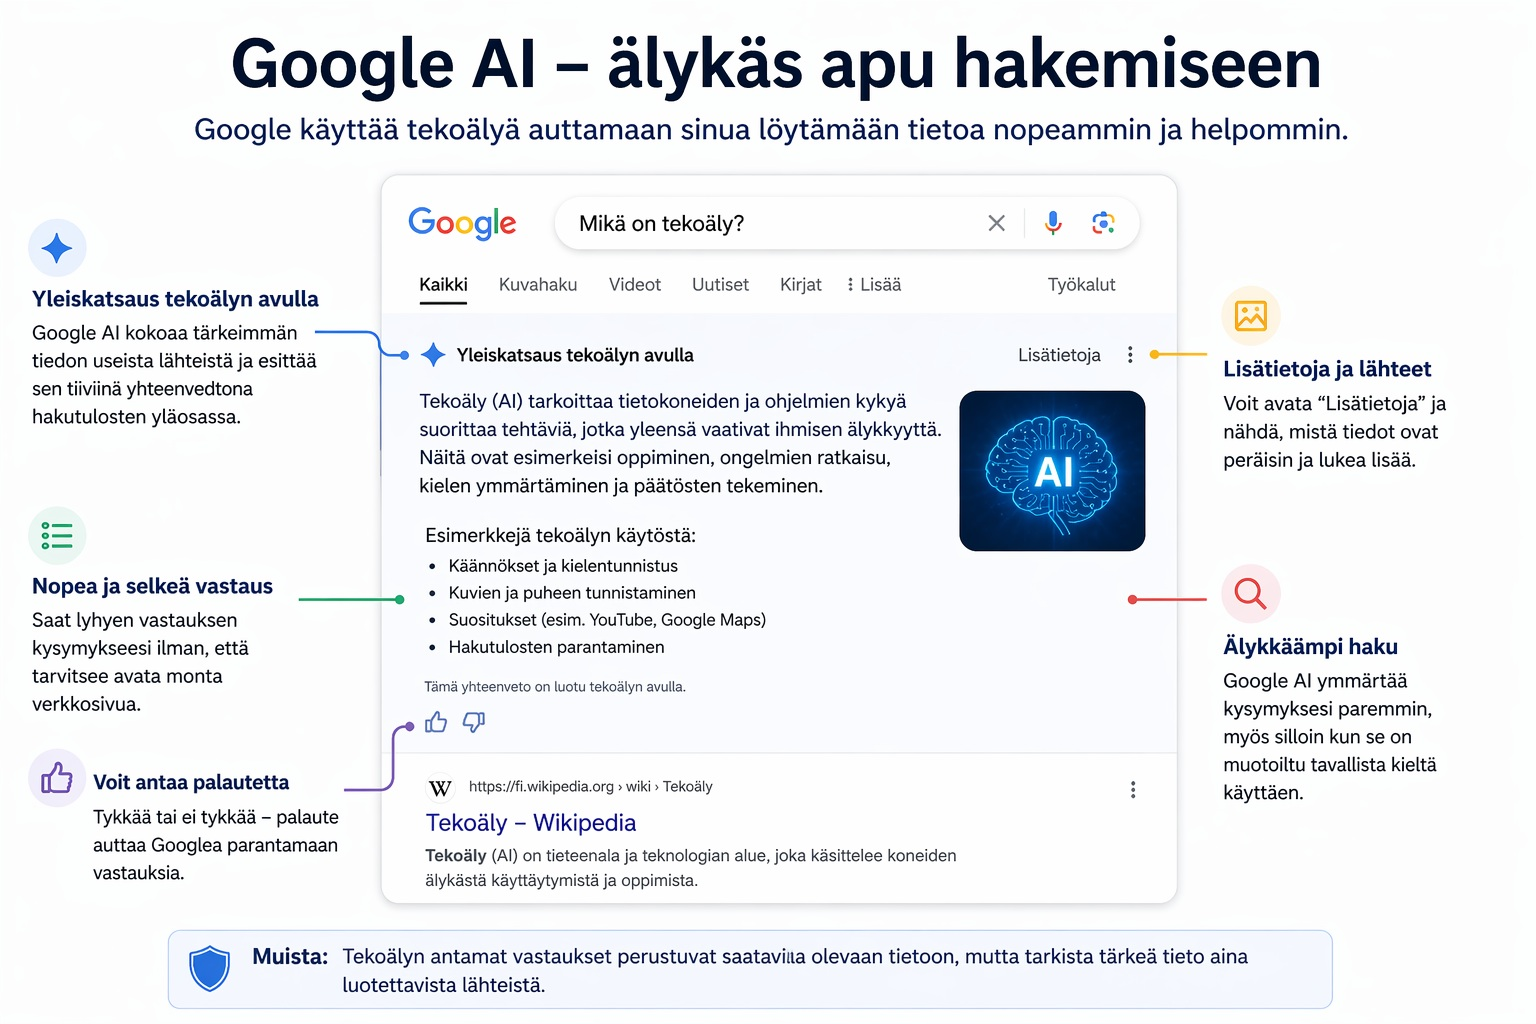 Google AI – älykäs apu hakemiseen
Google käyttää tekoälyä auttamaan sinua löytämään tietoa nopeammin ja helpommin.
Yleiskatsaus tekoälyn avulla
Google AI kokoaa tärkeimmän
tiedon useista lähteistä ja esittää
sen tiiviinä yhteenvedtona
hakutulosten yläosassa.
Nopea ja selkeä vastaus
Saat lyhyen vastauksen
kysymykseesi ilman, että
tarvitsee avata monta
verkkosivua.
Voit antaa palautetta
Tykkää tai ei tykkää – palaute
auttaa Googlea parantamaan
vastauksia.
Google
Mikä on tekoäly?
Kaikki Kuvahaku Videot Uutiset Kirjat Lisää Työkalut
Yleiskatsaus tekoälyn avulla
Lisätietoja
Tekoäly (AI) tarkoittaa tietokoneiden ja ohjelmien kykyä
suorittaa tehtäviä, jotka yleensä vaativat ihmisen älykkyyttä.
Näitä ovat esimerkeisi oppiminen, ongelmien ratkaisu,
kielen ymmärtäminen ja päätösten tekeminen.
AI
Esimerkkejä tekoälyn käytöstä:
• Käännökset ja kielentunnistus
• Kuvien ja puheen tunnistaminen
• Suositukset (esim. YouTube, Google Maps)
• Hakutulosten parantaminen
Tämä yhteenveto on luotu tekoälyn avulla.
W
https://fi.wikipedia.org › wiki › Tekoäly
Tekoäly – Wikipedia
Tekoäly (AI) on tieteenala ja teknologian alue, joka käsittelee koneiden
älykästä käyttäytymistä ja oppimista.
Lisätietoja ja lähteet
Voit avata “Lisätietoja” ja
nähdä, mistä tiedot ovat
peräisin ja lukea lisää.
Älykkäämpi haku
Google AI ymmärtää
kysymyksesi paremmin,
myös silloin kun se on
muotoiltu tavallista kieltä
käyttäen.
Muista: Tekoälyn antamat vastaukset perustuvat olevaan tietoon, mutta tarkista tärkeä tieto aina
luotettavista lähteistä.